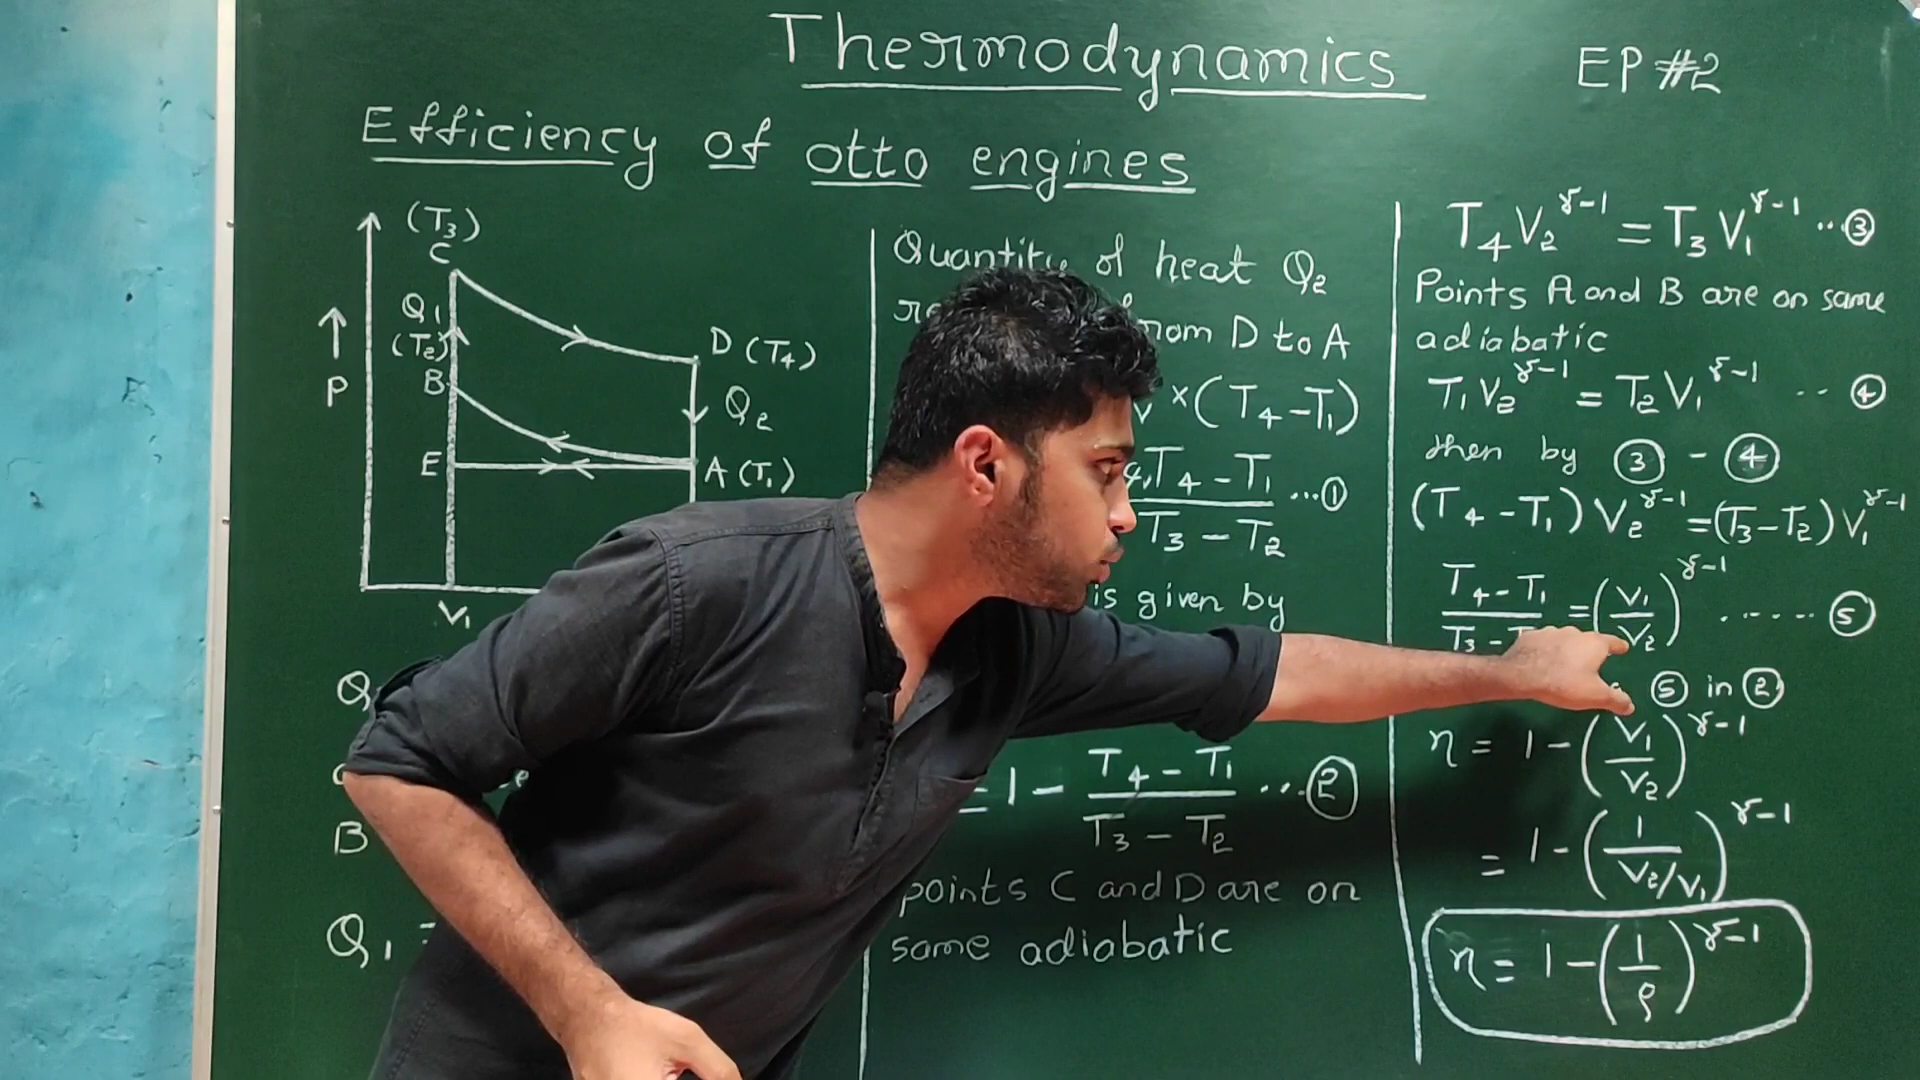 Thermodynamics
EP #2
Efficiency of otto engines
(T₃)
C
Q₁
(T₂)
B
P
E
D (T₄)
Q₂
A (T₁)
V₁
Q
B
Q₁ =
Quantity of heat Q₂
from D to A
×(T₄-T₁)
T₄-T₁ ...①
T₃-T₂
is given by
= 1 - (T₄-T₁)/(T₃-T₂) ...②
points C and D are on
same adiabatic
T₄V₂^γ-1 = T₃V₁^γ-1 ...③
Points A and B are on same
adiabatic
T₁V₂^γ-1 = T₂V₁^γ-1 -- ④
then by ③ - ④
(T₄-T₁)V₂^γ-1 = (T₃-T₂)V₁^γ-1
(T₄-T₁)/(T₃-T = (V₁/V₂)^γ-1 ..... ⑤
⑤ in ②
η = 1 - (V₁/V₂)^γ-1
= 1 - (1/(V₂/V₁))^γ-1
η = 1 - (1/ρ)^γ-1